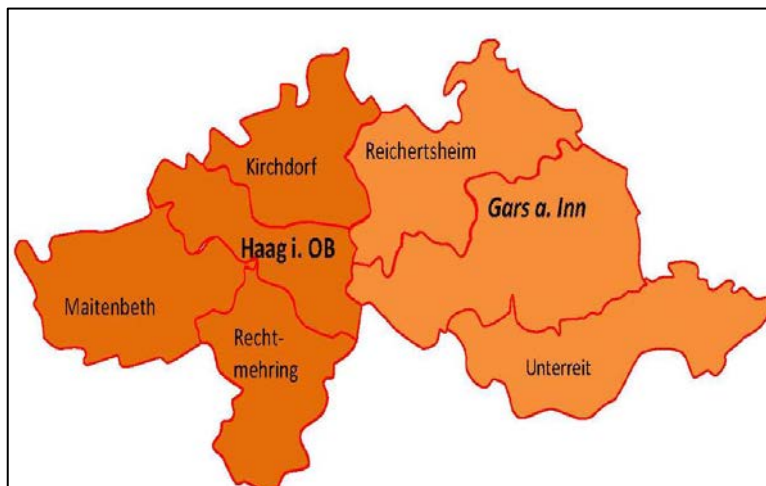 Kirchdorf
Reichertsheim
Gars a. Inn
Haag i. OB
Maitenbeth
Recht-
mehring
Unterreit